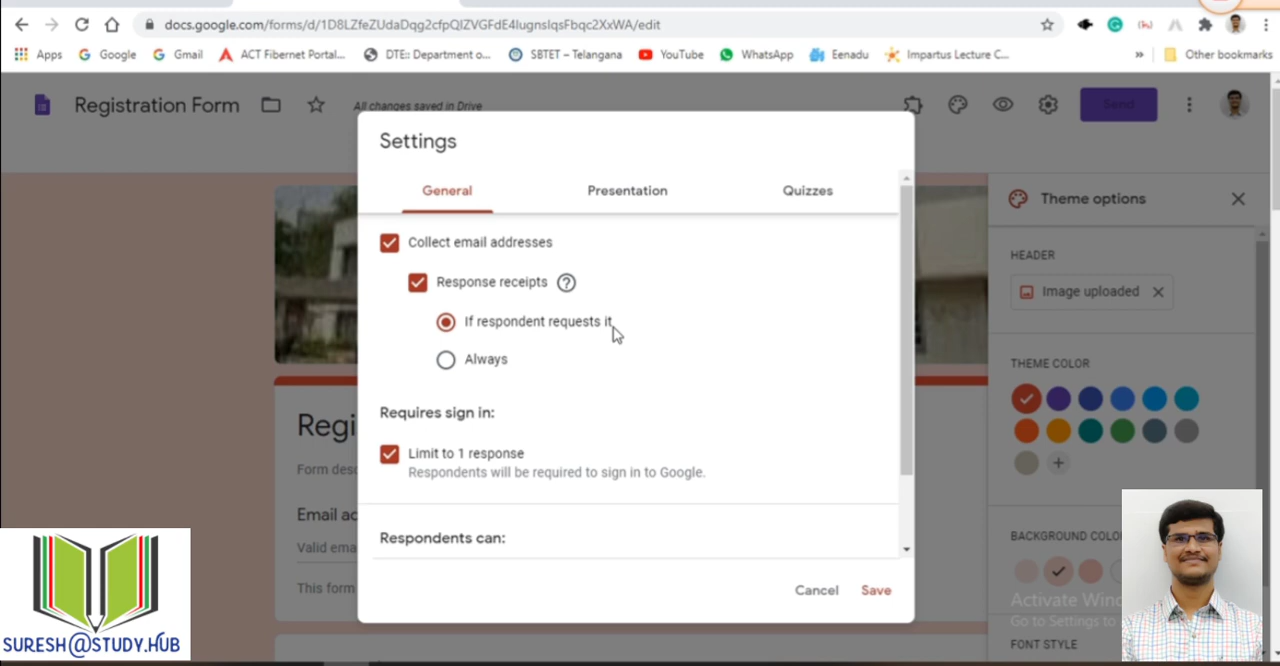 docs.google.com/forms/d/1D8LZfeZUdaDqg2cfpQIZVGFdE4lugnsIqsFbqc2XxWA/edit
Apps Google Gmail ACT Fibernet Portal... DTE:: Department o... SBTET – Telangana YouTube WhatsApp Eenadu Impartus Lecture C... » Other bookmarks
Registration Form All changes saved in Drive Send
Settings
General Presentation Quizzes
Theme options
Collect email addresses
HEADER
Response receipts
Image uploaded
If respondent requests it
Always
THEME COLOR
Requires sign in:
Limit to 1 response
Regi
Respondents will be required to sign in to Google.
Form desc
Email ac
Respondents can:
BACKGROUND COLO
Valid ema
This form
Cancel Save
Activate Wind
Go to Settings to
FONT STYLE
SURESH@STUDY.HUB